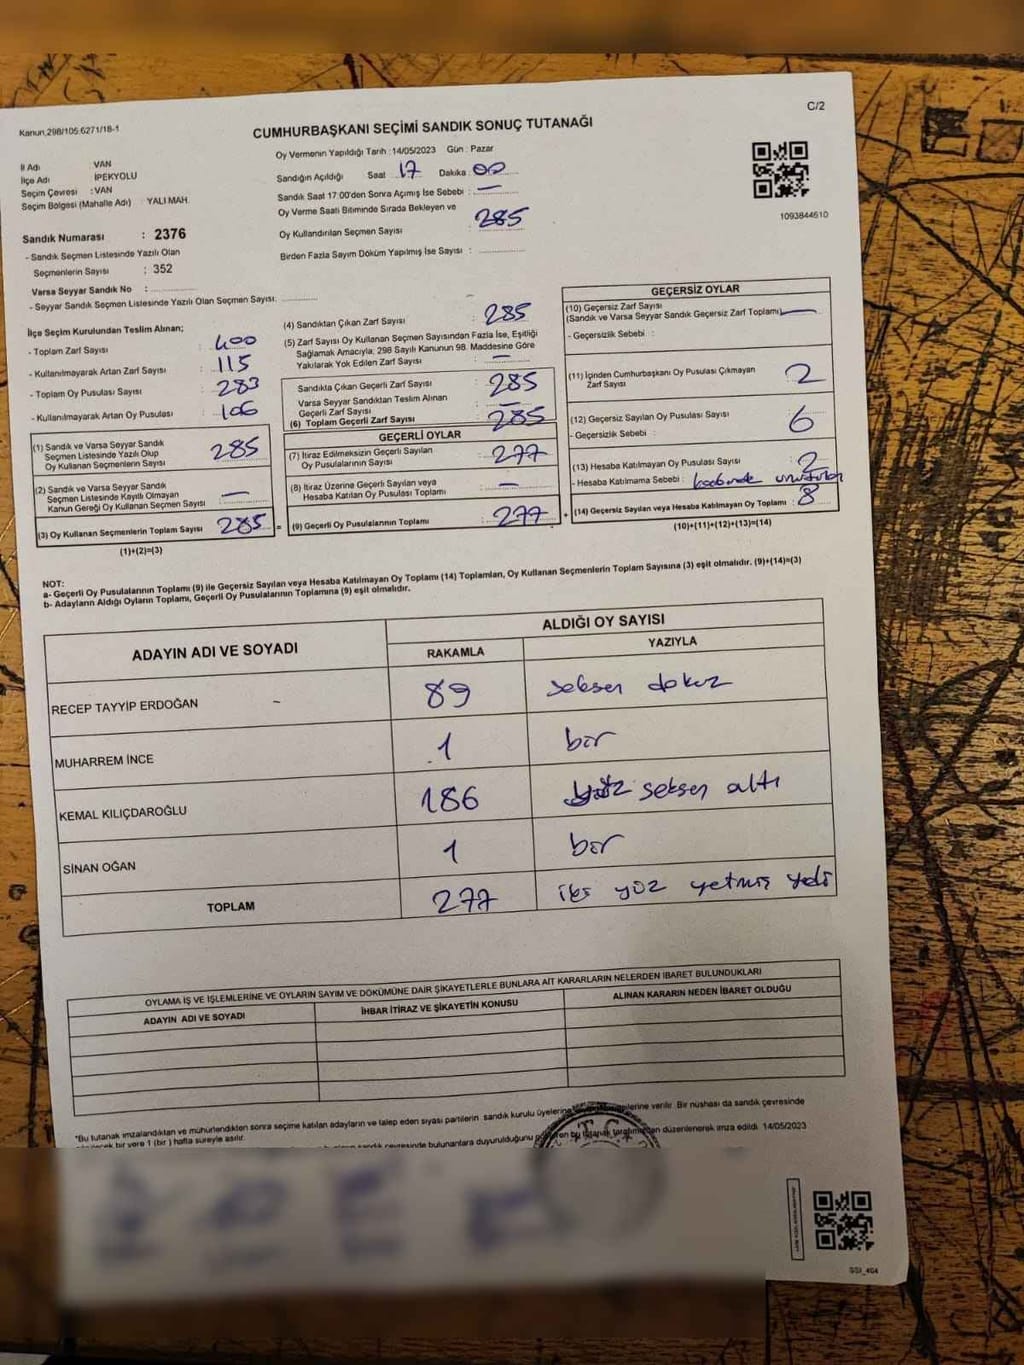 C/2
Kanun,298/105.6271/18-1
CUMHURBAŞKANI SEÇİMİ SANDIK SONUÇ TUTANAĞI
Oy Vermenin Yapıldığı Tarih : 14/05/2023 Gün : Pazar
İl Adı VAN
İlçe Adı İPEKYOLU
Seçim Çevresi : VAN
Seçim Bölgesi (Mahalle Adı) : YALI MAH.
Sandığın Açıldığı Saat 17 Dakika : 00
Sandık Saat 17:00'den Sonra Açımış İse Sebebi : —
Oy Verme Saati Bitiminde Sırada Bekleyen ve
Oy Kullandırılan Seçmen Sayısı : 285
Birden Fazla Sayım Döküm Yapılmış İse Sayısı :
1093844610
Sandık Numarası : 2376
- Sandık Seçmen Listesinde Yazılı Olan
Seçmenlerin Sayısı : 352
Varsa Seyyar Sandık No :
- Seyyar Sandık Seçmen Listesinde Yazılı Olan Seçmen Sayısı:
İlçe Seçim Kurulundan Teslim Alınan;
- Toplam Zarf Sayısı : 400
- Kullanılmayarak Artan Zarf Sayısı : 115
- Toplam Oy Pusulası Sayısı : 283
- Kullanılmayarak Artan Oy Pusulası : 106
(1) Sandık ve Varsa Seyyar Sandık
Seçmen Listesinde Yazılı Olup
Oy Kullanan Seçmenlerin Sayısı : 285
(2) Sandık ve Varsa Seyyar Sandık
Seçmen Listesinde Kayıtlı Olmayan
Kanun Gereği Oy Kullanan Seçmen Sayısı : —
(3) Oy Kullanan Seçmenlerin Toplam Sayısı : 285 =
(1)+(2)=(3)
(4) Sandıktan Çıkan Zarf Sayısı : 285
(5) Zarf Sayısı Oy Kullanan Seçmen Sayısından Fazla İse, Eşitliği
Sağlamak Amacıyla; 298 Sayılı Kanunun 98. Maddesine Göre
Yakılarak Yok Edilen Zarf Sayısı : —
Sandıkta Çıkan Geçerli Zarf Sayısı : 285
Varsa Seyyar Sandıktan Teslim Alınan
Geçerli Zarf Sayısı : —
(6) Toplam Geçerli Zarf Sayısı : 285
GEÇERLİ OYLAR
(7) İtiraz Edilmeksizin Geçerli Sayılan
Oy Pusulalarının Sayısı : 277
(8) İtiraz Üzerine Geçerli Sayılan veya
Hesaba Katılan Oy Pusulası Toplamı : —
(9) Geçerli Oy Pusulalarının Toplamı : 277 +
GEÇERSİZ OYLAR
(10) Geçersiz Zarf Sayısı
(Sandık ve Varsa Seyyar Sandık Geçersiz Zarf Toplamı) —
- Geçersizlik Sebebi :
(11) İçinden Cumhurbaşkanı Oy Pusulası Çıkmayan
Zarf Sayısı : 2
(12) Geçersiz Sayılan Oy Pusulası Sayısı : 6
- Geçersizlik Sebebi :
(13) Hesaba Katılmayan Oy Pusulası Sayısı : 2
- Hesaba Katılmama Sebebi : kabinde unutulan
(14) Geçersiz Sayılan veya Hesaba Katılmayan Oy Toplamı : 8
(10)+(11)+(12)+(13)=(14)
NOT:
a- Geçerli Oy Pusulalarının Toplamı (9) ile Geçersiz Sayılan veya Hesaba Katılmayan Oy Toplamı (14) Toplamları, Oy Kullanan Seçmenlerin Toplam Sayısına (3) eşit olmalıdır. (9)+(14)=(3)
b- Adayların Aldığı Oyların Toplamı, Geçerli Oy Pusulalarının Toplamına (9) eşit olmalıdır.
ADAYIN ADI VE SOYADI ALDIĞI OY SAYISI
RAKAMLA YAZIYLA
RECEP TAYYİP ERDOĞAN 89 seksen dokuz
MUHARREM İNCE 1 bir
KEMAL KILIÇDAROĞLU 186 yüz seksen altı
SİNAN OĞAN 1 bir
TOPLAM 277 iki yüz yetmiş yedi
OYLAMA İŞ VE İŞLEMLERİNE VE OYLARIN SAYIM VE DÖKÜMÜNE DAİR ŞİKAYETLERLE BUNLARA AİT KARARLARIN NELERDEN İBARET BULUNDUKLARI
ADAYIN ADI VE SOYADI İHBAR İTİRAZ VE ŞİKAYETİN KONUSU ALINAN KARARIN NEDEN İBARET OLDUĞU
*Bu tutanak imzalandıktan ve mühürlendikten sonra seçime katılan adayların ve talep eden siyasi partilerin sandık kurulu üyelerine verilir. Bir nüshası da sandık çevresinde
bir yere 1 (bir) hafta süreyle asılır.
bulunanlara duyurulduğunu bu tutanak tarafımızdan düzenlenerek imza edildi. 14/05/2023
T.C.
SSI_464